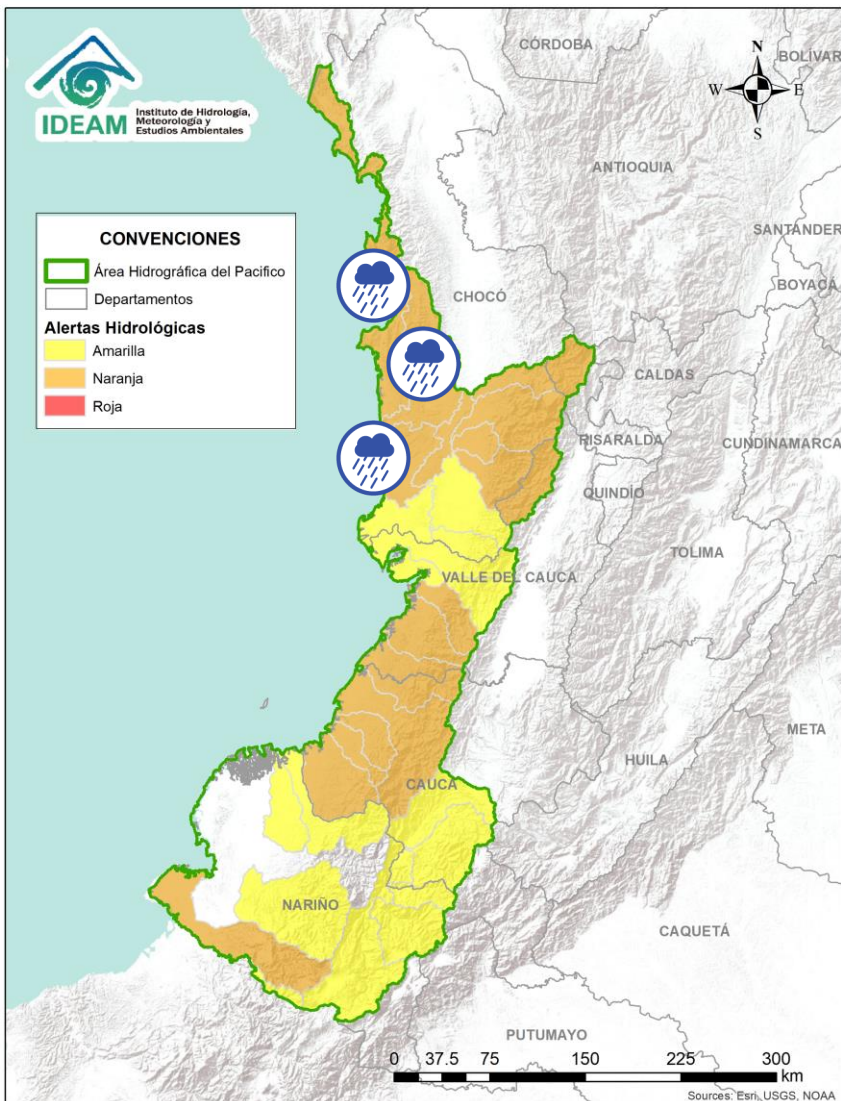 IDEAM
Instituto de Hidrología,
Meteorología y
Estudios Ambientales
CÓRDOBA
BOLÍVAR
N
W
E
S
ANTIOQUIA
SANTANDER
BOYACÁ
CONVENCIONES
Área Hidrográfica del Pacifico
Departamentos
Alertas Hidrológicas
Amarilla
Naranja
Roja
CHOCÓ
CALDAS
RISARALDA
CUNDINAMARCA
QUINDÍO
TOLIMA
VALLE DEL CAUCA
META
HUILA
CAUCA
NARIÑO
CAQUETÁ
PUTUMAYO
0 37.5 75 150 225 300
km
Sources: Esri, USGS, NOAA